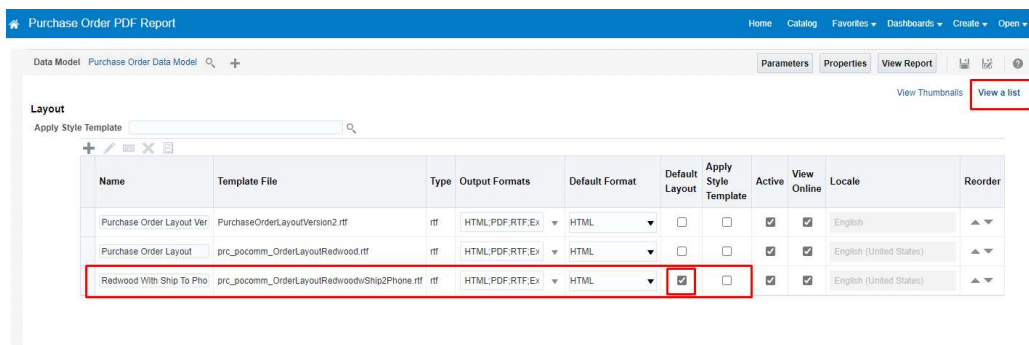 Purchase Order PDF Report Home Catalog Favorites Dashboards Create Open
Data Model Purchase Order Data Model Parameters Properties View Report
View Thumbnails View a list
Layout
Apply Style Template
Name Template File Type Output Formats Default Format Default Layout Apply Style Template Active View Online Locale Reorder
Purchase Order Layout Ver PurchaseOrderLayoutVersion2.rtf rtf HTML;PDF;RTF;Ex HTML English
Purchase Order Layout prc_pocomm_OrderLayoutRedwood.rtf rtf HTML;PDF;RTF;Ex HTML English (United States)
Redwood With Ship To Pho prc_pocomm_OrderLayoutRedwoodwShip2Phone.rtf rtf HTML;PDF;RTF;Ex HTML English (United States)